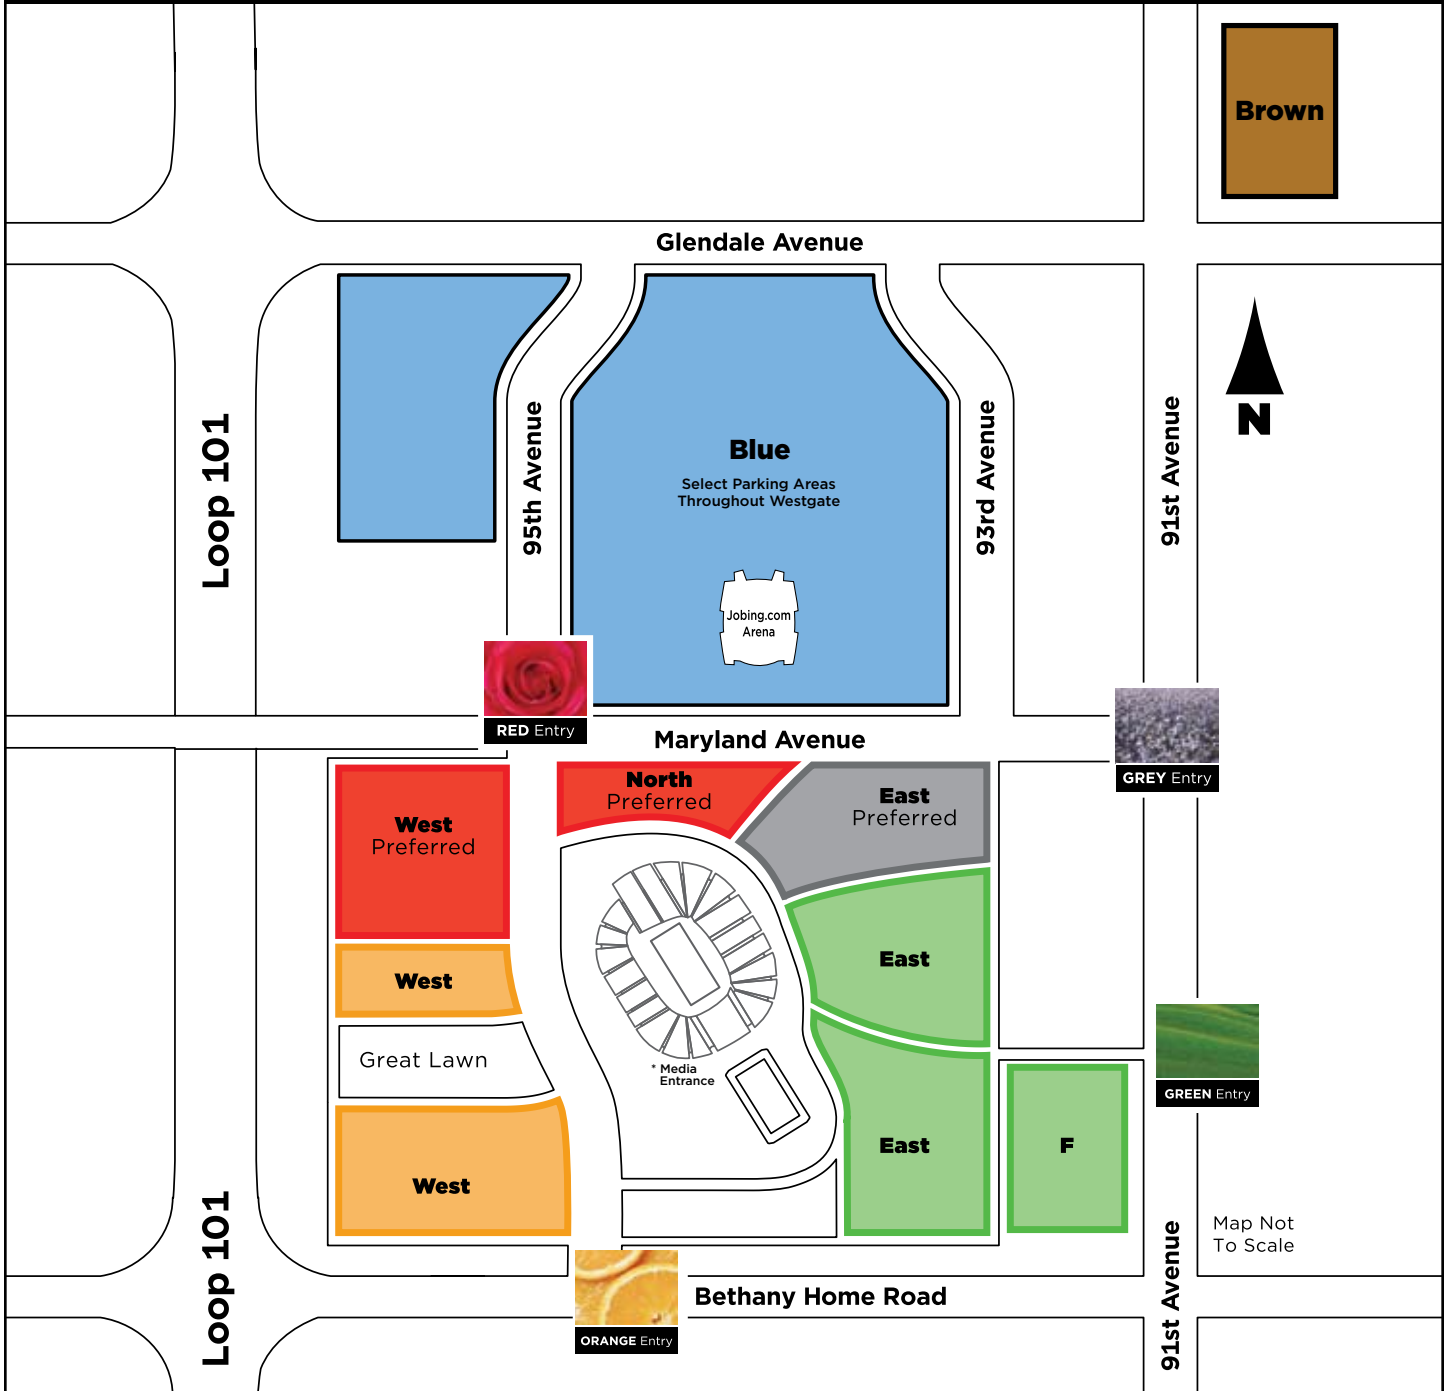 Brown
Glendale Avenue
Loop 101
95th Avenue
Blue
Select Parking Areas
Throughout Westgate
93rd Avenue
91st Avenue
N
Jobing.com
Arena
RED Entry
Maryland Avenue
GREY Entry
West
Preferred
North
Preferred
East
Preferred
West
East
Great Lawn
* Media
Entrance
GREEN Entry
West
East
F
Loop 101
91st Avenue
Map Not
To Scale
Bethany Home Road
ORANGE Entry